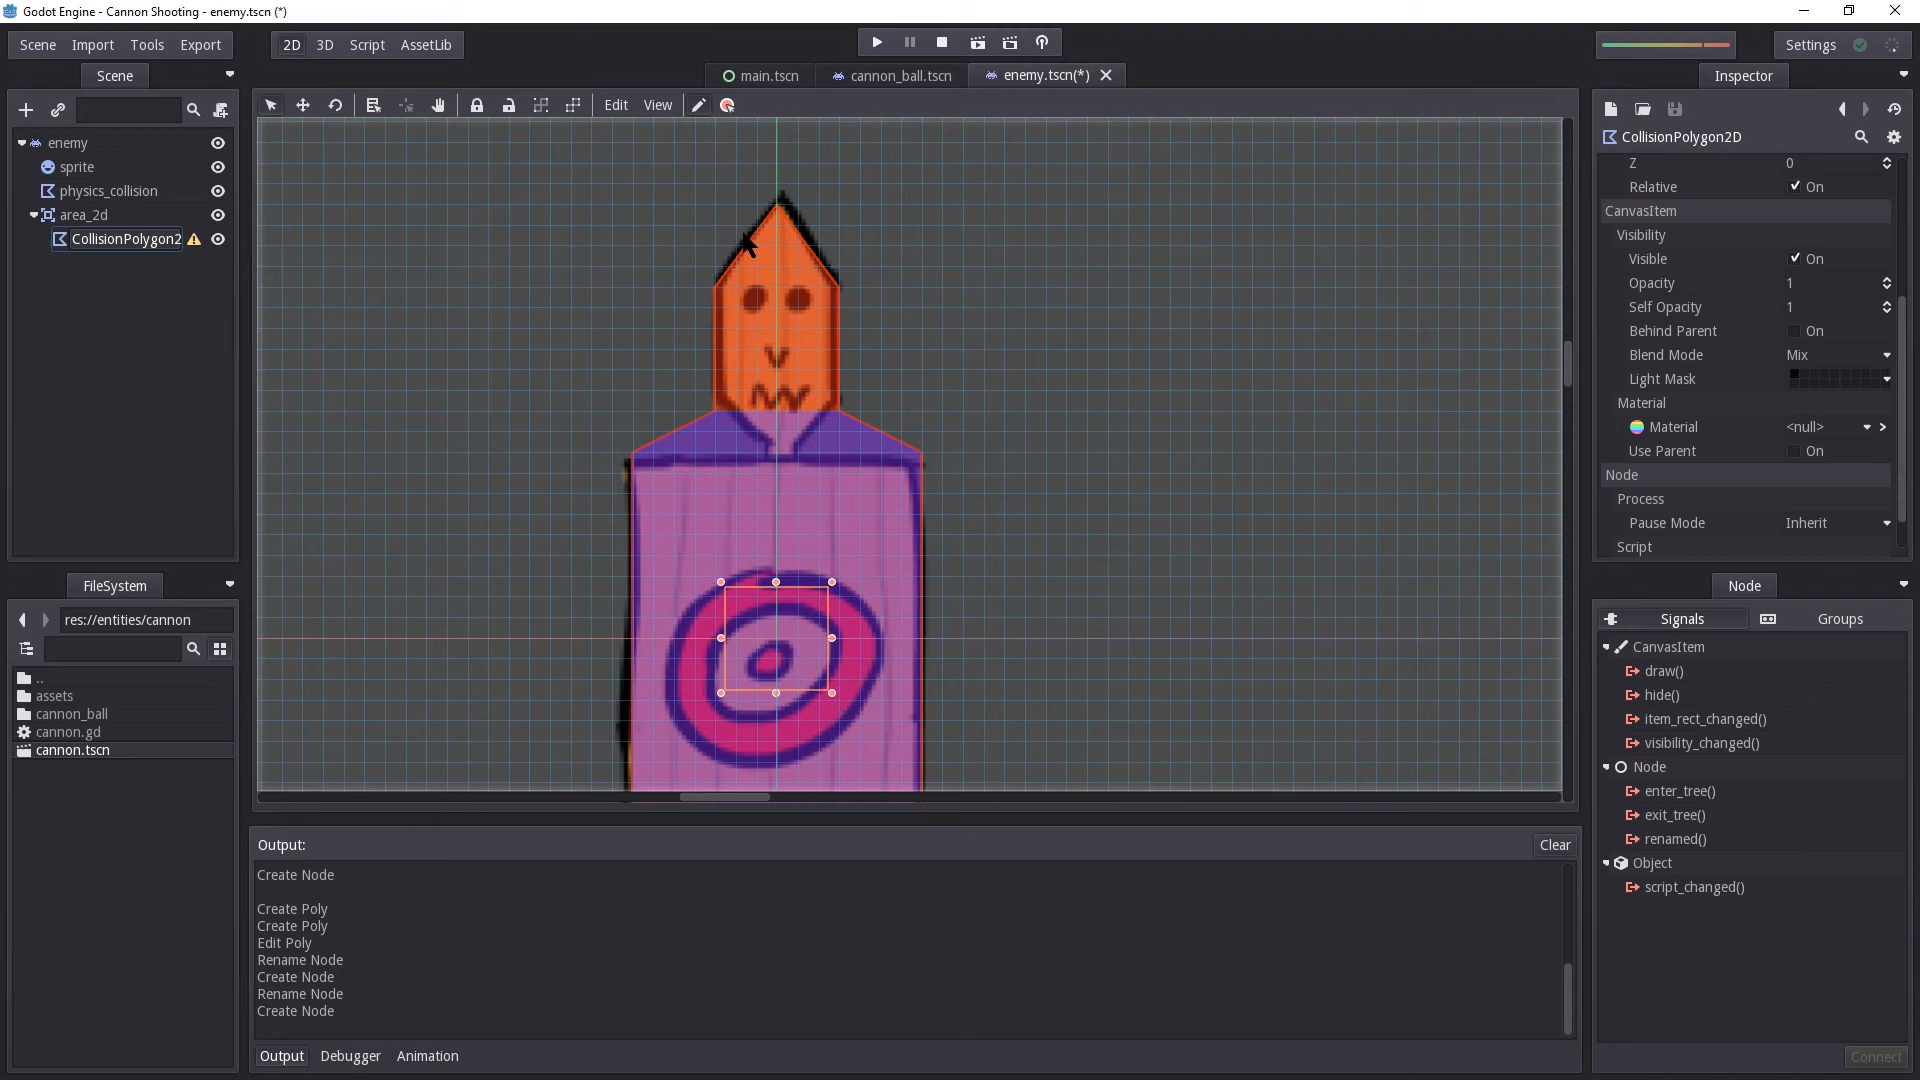 Godot Engine - Cannon Shooting - enemy.tscn (*)
Scene Import Tools Export
2D 3D Script AssetLib
Settings
Scene
main.tscn
cannon_ball.tscn
enemy.tscn(*)
Inspector
Edit View
enemy
sprite
physics_collision
area_2d
CollisionPolygon2
FileSystem
res://entities/cannon
..
assets
cannon_ball
cannon.gd
cannon.tscn
Output:
Clear
Create Node
Create Poly
Create Poly
Edit Poly
Rename Node
Create Node
Rename Node
Create Node
Output Debugger Animation
CollisionPolygon2D
Z 0
Relative On
CanvasItem
Visibility
Visible On
Opacity 1
Self Opacity 1
Behind Parent On
Blend Mode Mix
Light Mask
Material
Material <null>
Use Parent On
Node
Process
Pause Mode Inherit
Script
Node
Signals Groups
CanvasItem
draw()
hide()
item_rect_changed()
visibility_changed()
Node
enter_tree()
exit_tree()
renamed()
Object
script_changed()
Connect